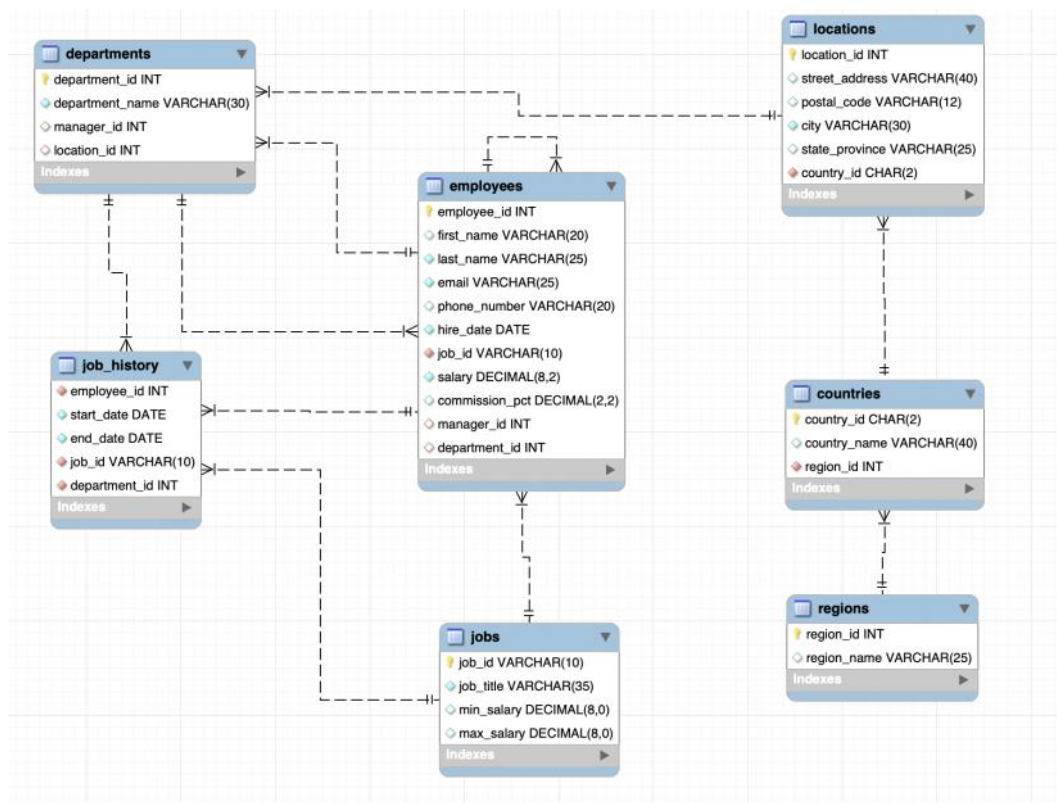 departments
department_id INT
department_name VARCHAR(30)
manager_id INT
location_id INT
Indexes
locations
location_id INT
street_address VARCHAR(40)
postal_code VARCHAR(12)
city VARCHAR(30)
state_province VARCHAR(25)
country_id CHAR(2)
Indexes
employees
employee_id INT
first_name VARCHAR(20)
last_name VARCHAR(25)
email VARCHAR(25)
phone_number VARCHAR(20)
hire_date DATE
job_id VARCHAR(10)
salary DECIMAL(8,2)
commission_pct DECIMAL(2,2)
manager_id INT
department_id INT
Indexes
job_history
employee_id INT
start_date DATE
end_date DATE
job_id VARCHAR(10)
department_id INT
Indexes
countries
country_id CHAR(2)
country_name VARCHAR(40)
region_id INT
Indexes
jobs
job_id VARCHAR(10)
job_title VARCHAR(35)
min_salary DECIMAL(8,0)
max_salary DECIMAL(8,0)
Indexes
regions
region_id INT
region_name VARCHAR(25)
Indexes